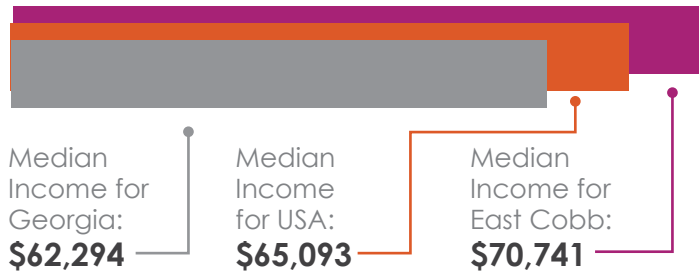 Median
Income for
Georgia:
$62,294
Median
Income
for USA:
$65,093
Median
Income for
East Cobb:
$70,741